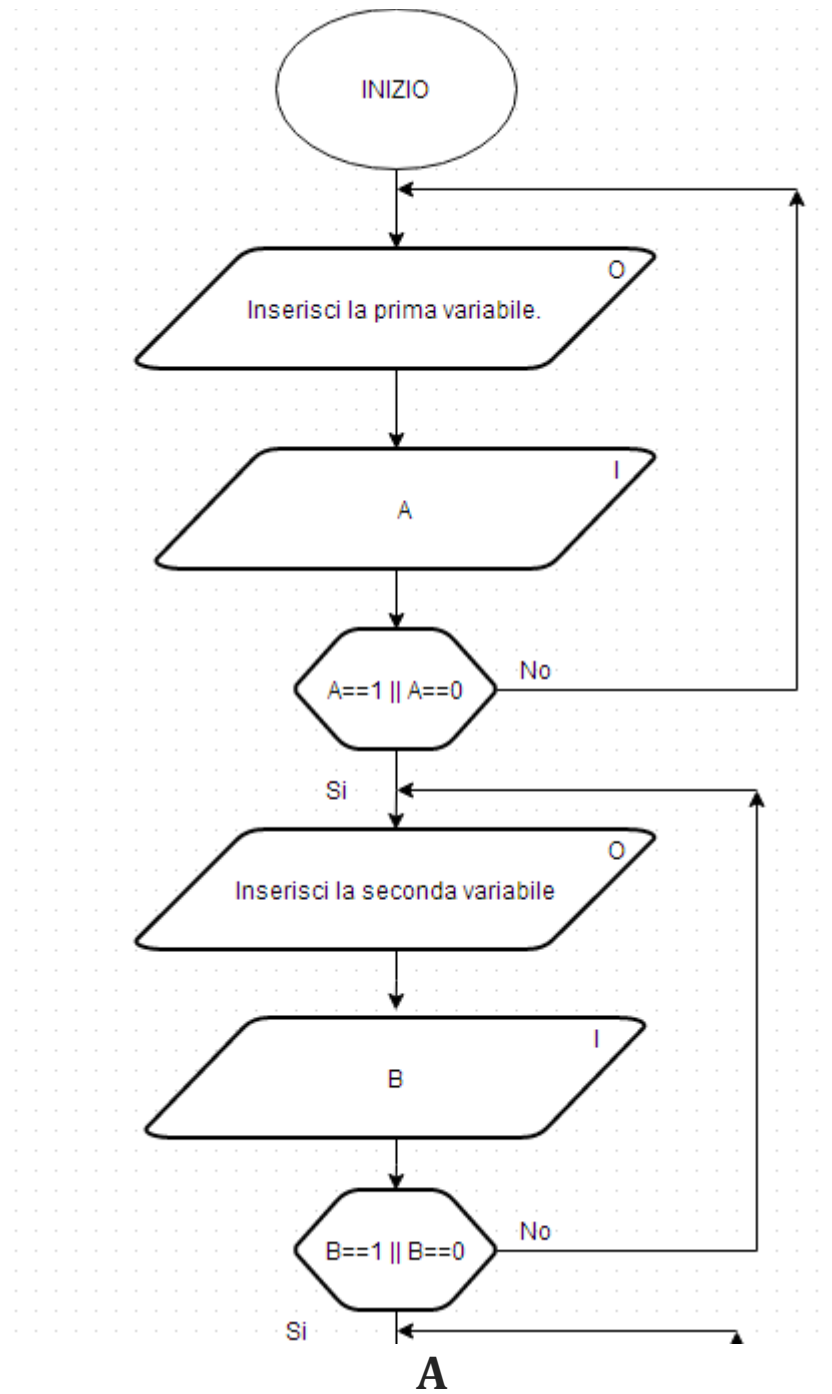 INIZIO
O
Inserisci la prima variabile.
I
A
No
A==1 || A==0
Si
O
Inserisci la seconda variabile
I
B
No
B==1 || B==0
Si
A